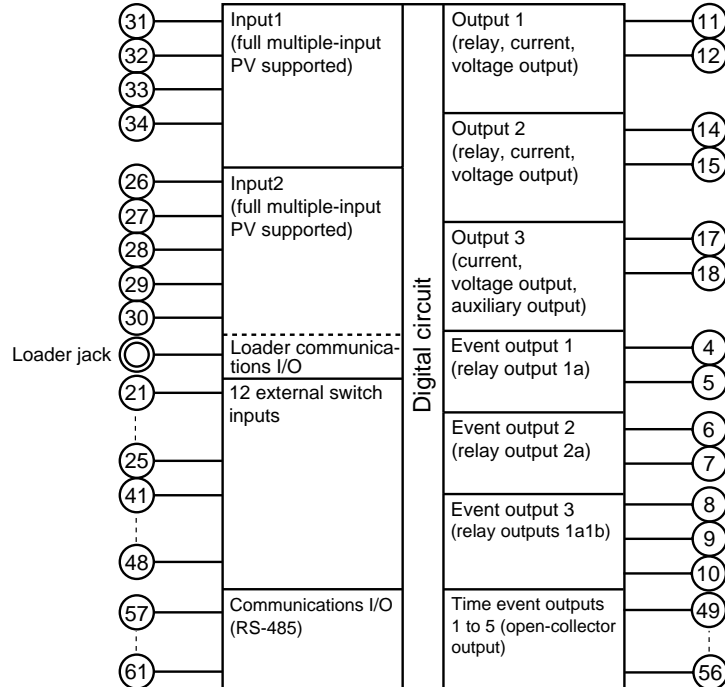 31
32
33
34
Input1
(full multiple-input
PV supported)
26
27
28
29
30
Input2
(full multiple-input
PV supported)
Loader jack
Loader communica-
tions I/O
21
25
41
48
12 external switch
inputs
57
61
Communications I/O
(RS-485)
Digital circuit
Output 1
(relay, current,
voltage output)
11
12
Output 2
(relay, current,
voltage output)
14
15
Output 3
(current,
voltage output,
auxiliary output)
17
18
Event output 1
(relay output 1a)
4
5
Event output 2
(relay output 2a)
6
7
Event output 3
(relay outputs 1a1b)
8
9
10
Time event outputs
1 to 5 (open-collector
output)
49
56